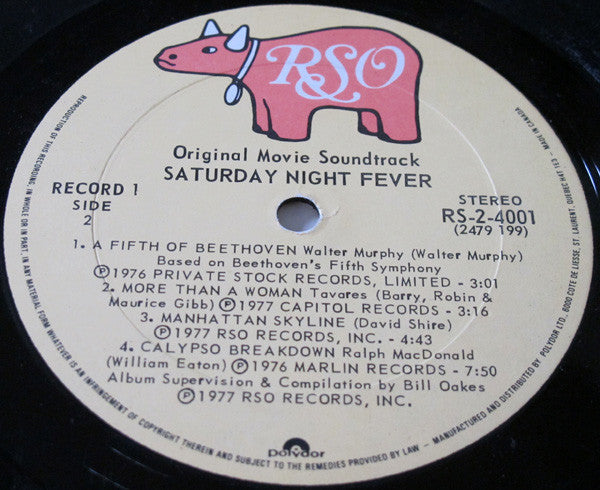 RSO
Original Movie Soundtrack
SATURDAY NIGHT FEVER
RECORD 1
SIDE
2
STEREO
RS-2-4001
(2479 199)
1. A FIFTH OF BEETHOVEN Walter Murphy (Walter Murphy)
Based on Beethoven's Fifth Symphony
Ⓟ1976 PRIVATE STOCK RECORDS, LIMITED - 3:01
2. MORE THAN A WOMAN Tavares (Barry, Robin &
Maurice Gibb) Ⓟ1977 CAPITOL RECORDS - 3:16
3. MANHATTAN SKYLINE (David Shire)
Ⓟ1977 RSO RECORDS, INC. - 4:43
4. CALYPSO BREAKDOWN Ralph MacDonald
(William Eaton) Ⓟ1976 MARLIN RECORDS - 7:50
Album Supervision & Compilation by Bill Oakes
Ⓟ1977 RSO RECORDS, INC.
polydor
REPRODUCTION OF THIS RECORDING, IN WHOLE OR IN PART, IN ANY MATERIAL FORM WHATEVER IS AN INFRINGEMENT OF COPYRIGHT THEREIN AND SUBJECT TO THE REMEDIES PROVIDED BY LAW - MANUFACTURED AND DISTRIBUTED BY POLYDOR LTD., 6000 COTE DE LIESSE, ST. LAURENT, QUEBEC H4T 1E3 - MADE IN CANADA